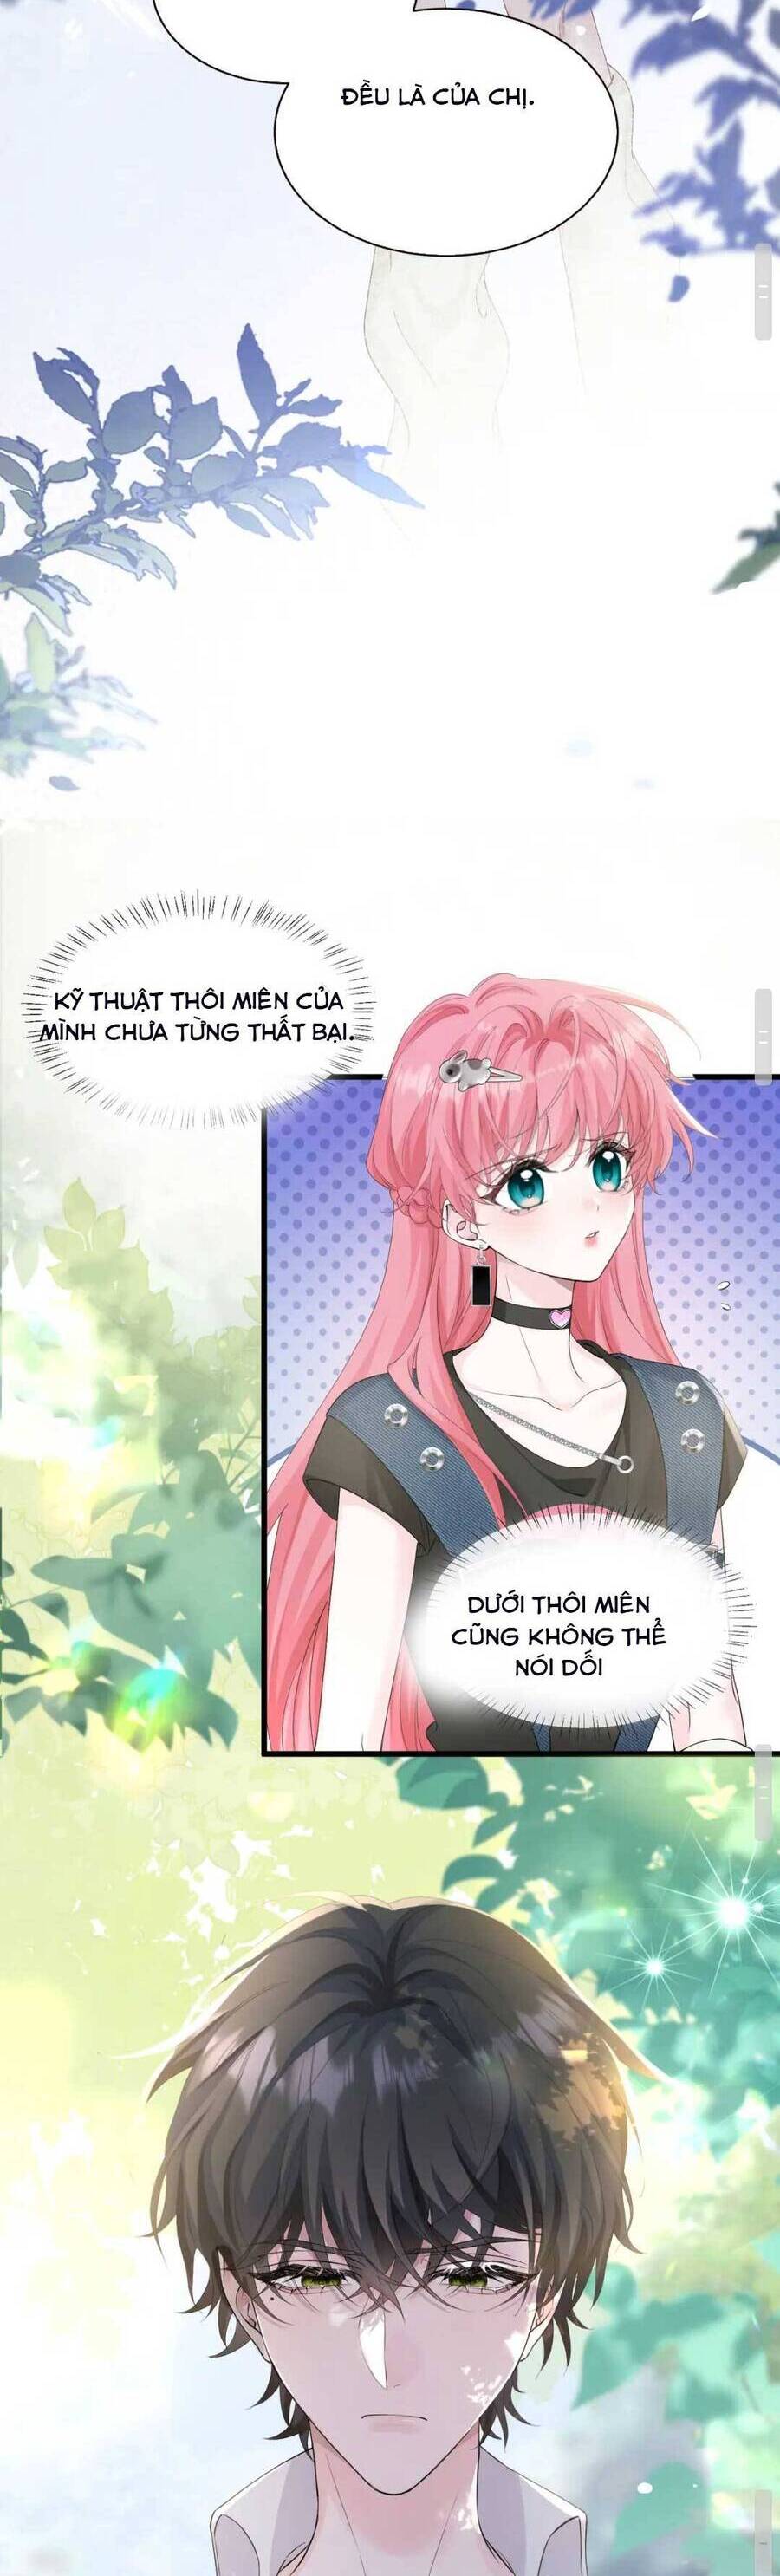 ĐỀU LÀ CỦA CHỊ.
KỸ THUẬT THÔI MIÊN CỦA
MÌNH CHƯA TỪNG THẤT BẠI.
DƯỚI THÔI MIÊN
CŨNG KHÔNG THỂ
NÓI DỐI